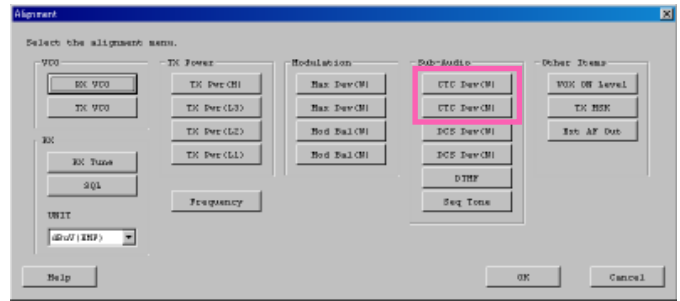 Alignment
Select the alignment menu.
VCO
RX VCO
TX VCO
RX
RX Tune
SQL
UNIT
dBuV(EMF)
TX Power
TX Pwr(H)
TX Pwr(L3)
TX Pwr(L2)
TX Pwr(L1)
Frequency
Modulation
Max Dev(W)
Max Dev(N)
Mod Bal(W)
Mod Bal(N)
Sub-Audio
CTC Dev(W)
CTC Dev(N)
DCS Dev(W)
DCS Dev(N)
DTMF
Seq Tone
Other Items
VOX ON Level
TX MSK
Ext AF Out
Help
OK
Cancel